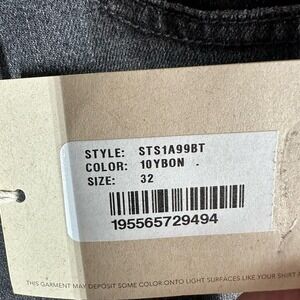 STYLE: STS1A99BT
COLOR: 10YBON .
SIZE: 32
195565729494
THIS GARMENT MAY DEPOSIT SOME COLOR ONTO LIGHT SURFACES LIKE YOUR SHIRT